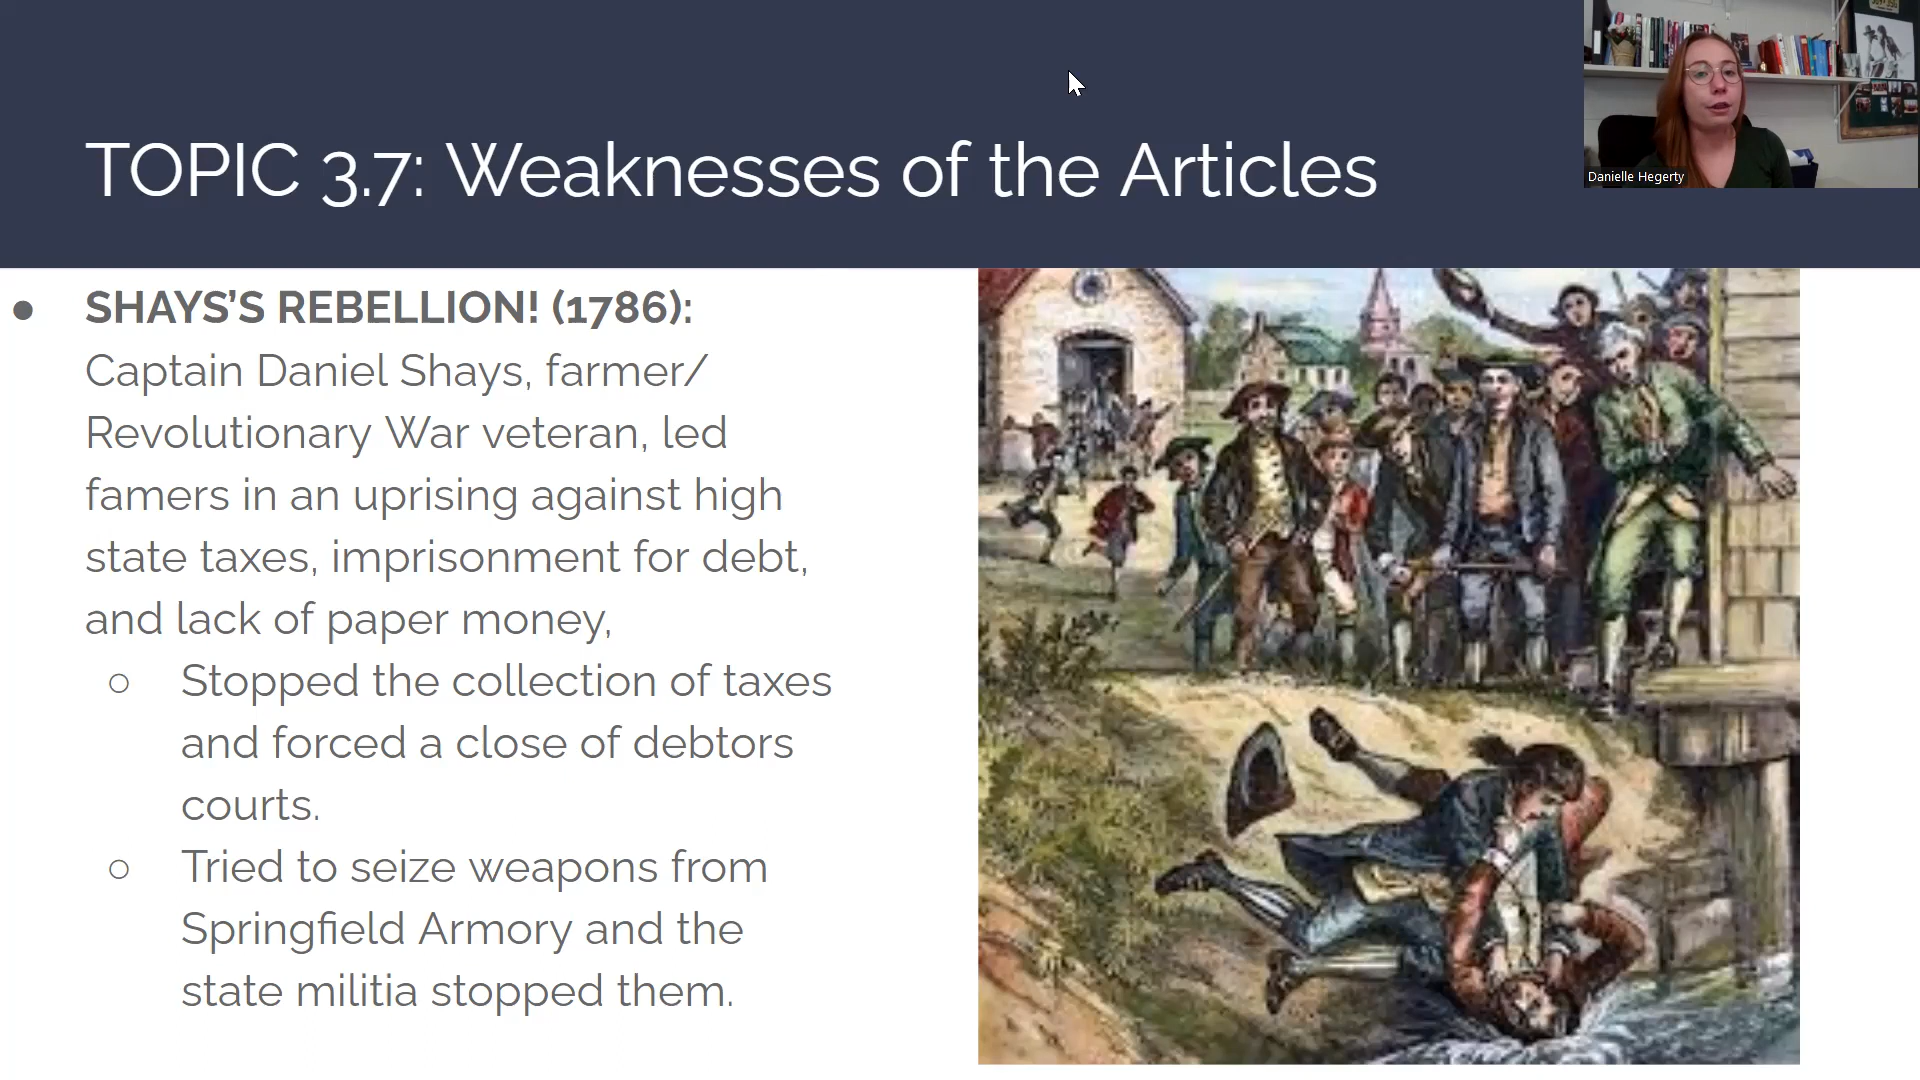 TOPIC 3.7: Weaknesses of the Articles
Danielle Hegerty
● SHAYS’S REBELLION! (1786):
Captain Daniel Shays, farmer/
Revolutionary War veteran, led
famers in an uprising against high
state taxes, imprisonment for debt,
and lack of paper money,
○ Stopped the collection of taxes
and forced a close of debtors
courts.
○ Tried to seize weapons from
Springfield Armory and the
state militia stopped them.